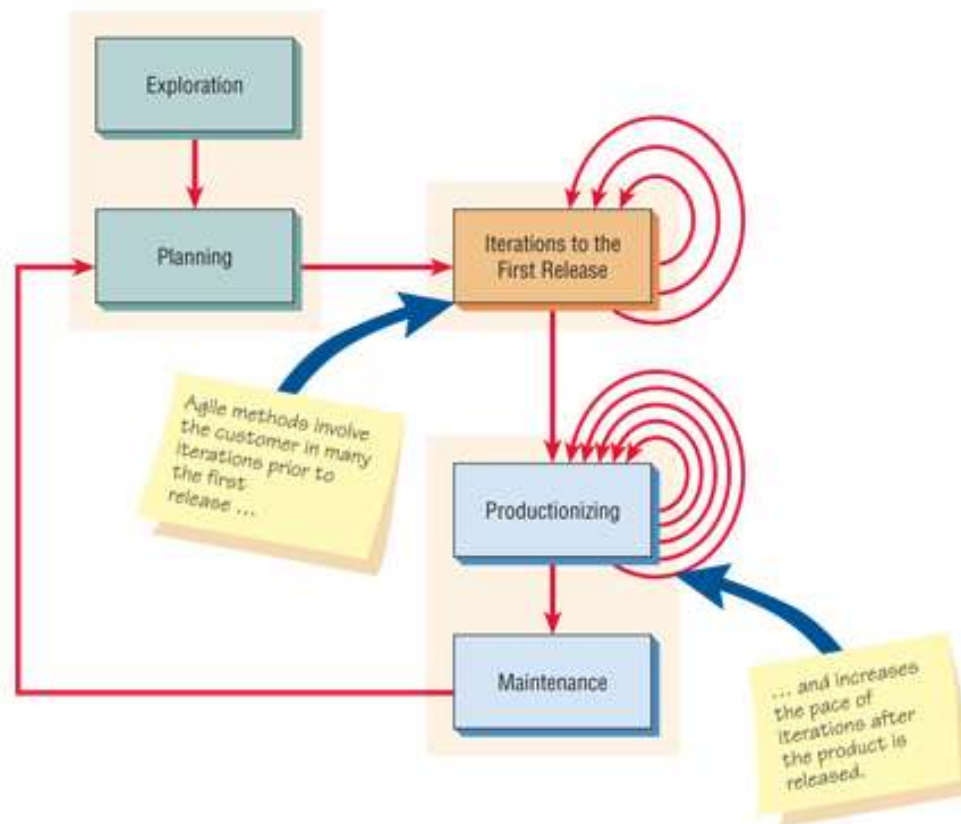 Exploration
Planning
Iterations to the
First Release
Agile methods involve
the customer in many
iterations prior to
the first
release ...
Productionizing
Maintenance
... and increases
the pace of
iterations after
the product is
released.